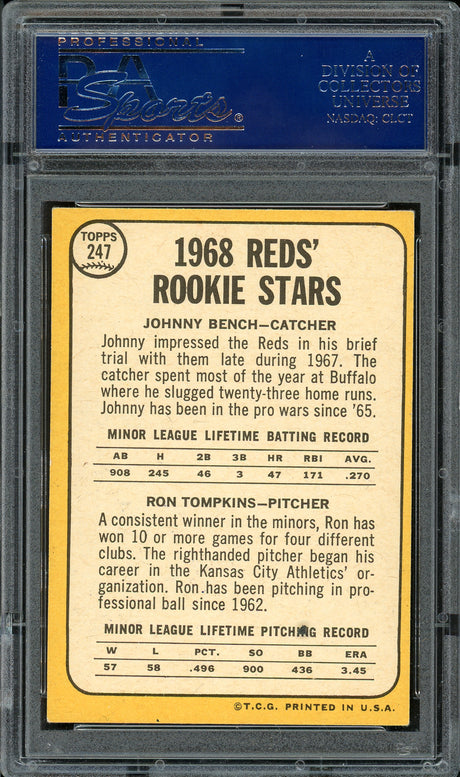 PROFESSIONAL
PSA
Sports®
AUTHENTICATOR
A
DIVISION OF
COLLECTORS
UNIVERSE
NASDAQ: CLCT
TOPPS
247
1968 REDS’
ROOKIE STARS
JOHNNY BENCH—CATCHER
Johnny impressed the Reds in his brief
trial with them late during 1967. The
catcher spent most of the year at Buffalo
where he slugged twenty-three home runs.
Johnny has been in the pro wars since ’65.
MINOR LEAGUE LIFETIME BATTING RECORD
AB H 2B 3B HR RBI AVG.
908 245 46 3 47 171 .270
RON TOMPKINS—PITCHER
A consistent winner in the minors, Ron has
won 10 or more games for four different
clubs. The righthanded pitcher began his
career in the Kansas City Athletics’ or-
ganization. Ron has been pitching in pro-
fessional ball since 1962.
MINOR LEAGUE LIFETIME PITCHING RECORD
W L PCT. SO BB ERA
57 58 .496 900 436 3.45
©T.C.G. PRINTED IN U.S.A.